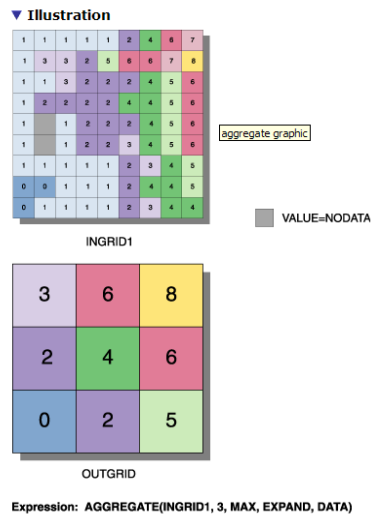 Illustration
1 1 1 1 1 2 4 6 7
1 3 3 2 5 6 6 7 8
1 1 3 2 2 2 4 5 6
1 2 2 2 2 4 4 5 6
1 1 2 2 2 4 5 6
1 1 2 2 3 4 5 6
1 1 1 1 1 2 3 4 5
0 0 1 1 1 2 4 4 5
0 1 1 1 1 2 3 4 4
aggregate graphic
INGRID1
VALUE=NODATA
3 6 8
2 4 6
0 2 5
OUTGRID
Expression: AGGREGATE(INGRID1, 3, MAX, EXPAND, DATA)